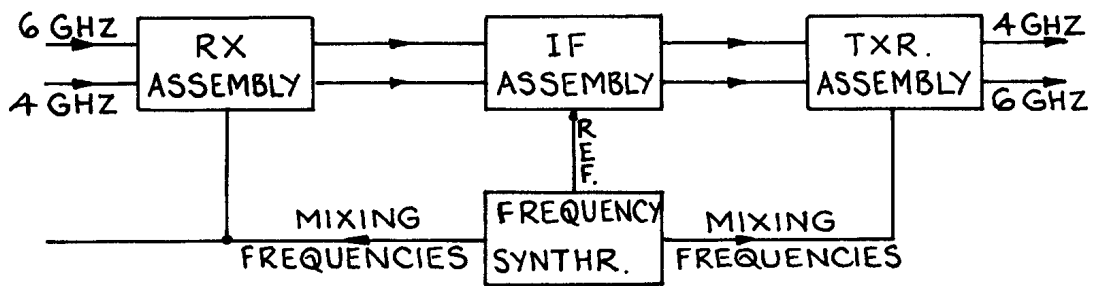 6 GHZ
4 GHZ
RX
ASSEMBLY
IF
ASSEMBLY
TXR.
ASSEMBLY
4 GHZ
6 GHZ
REF.
MIXING
FREQUENCIES
FREQUENCY
SYNTHR.
MIXING
FREQUENCIES